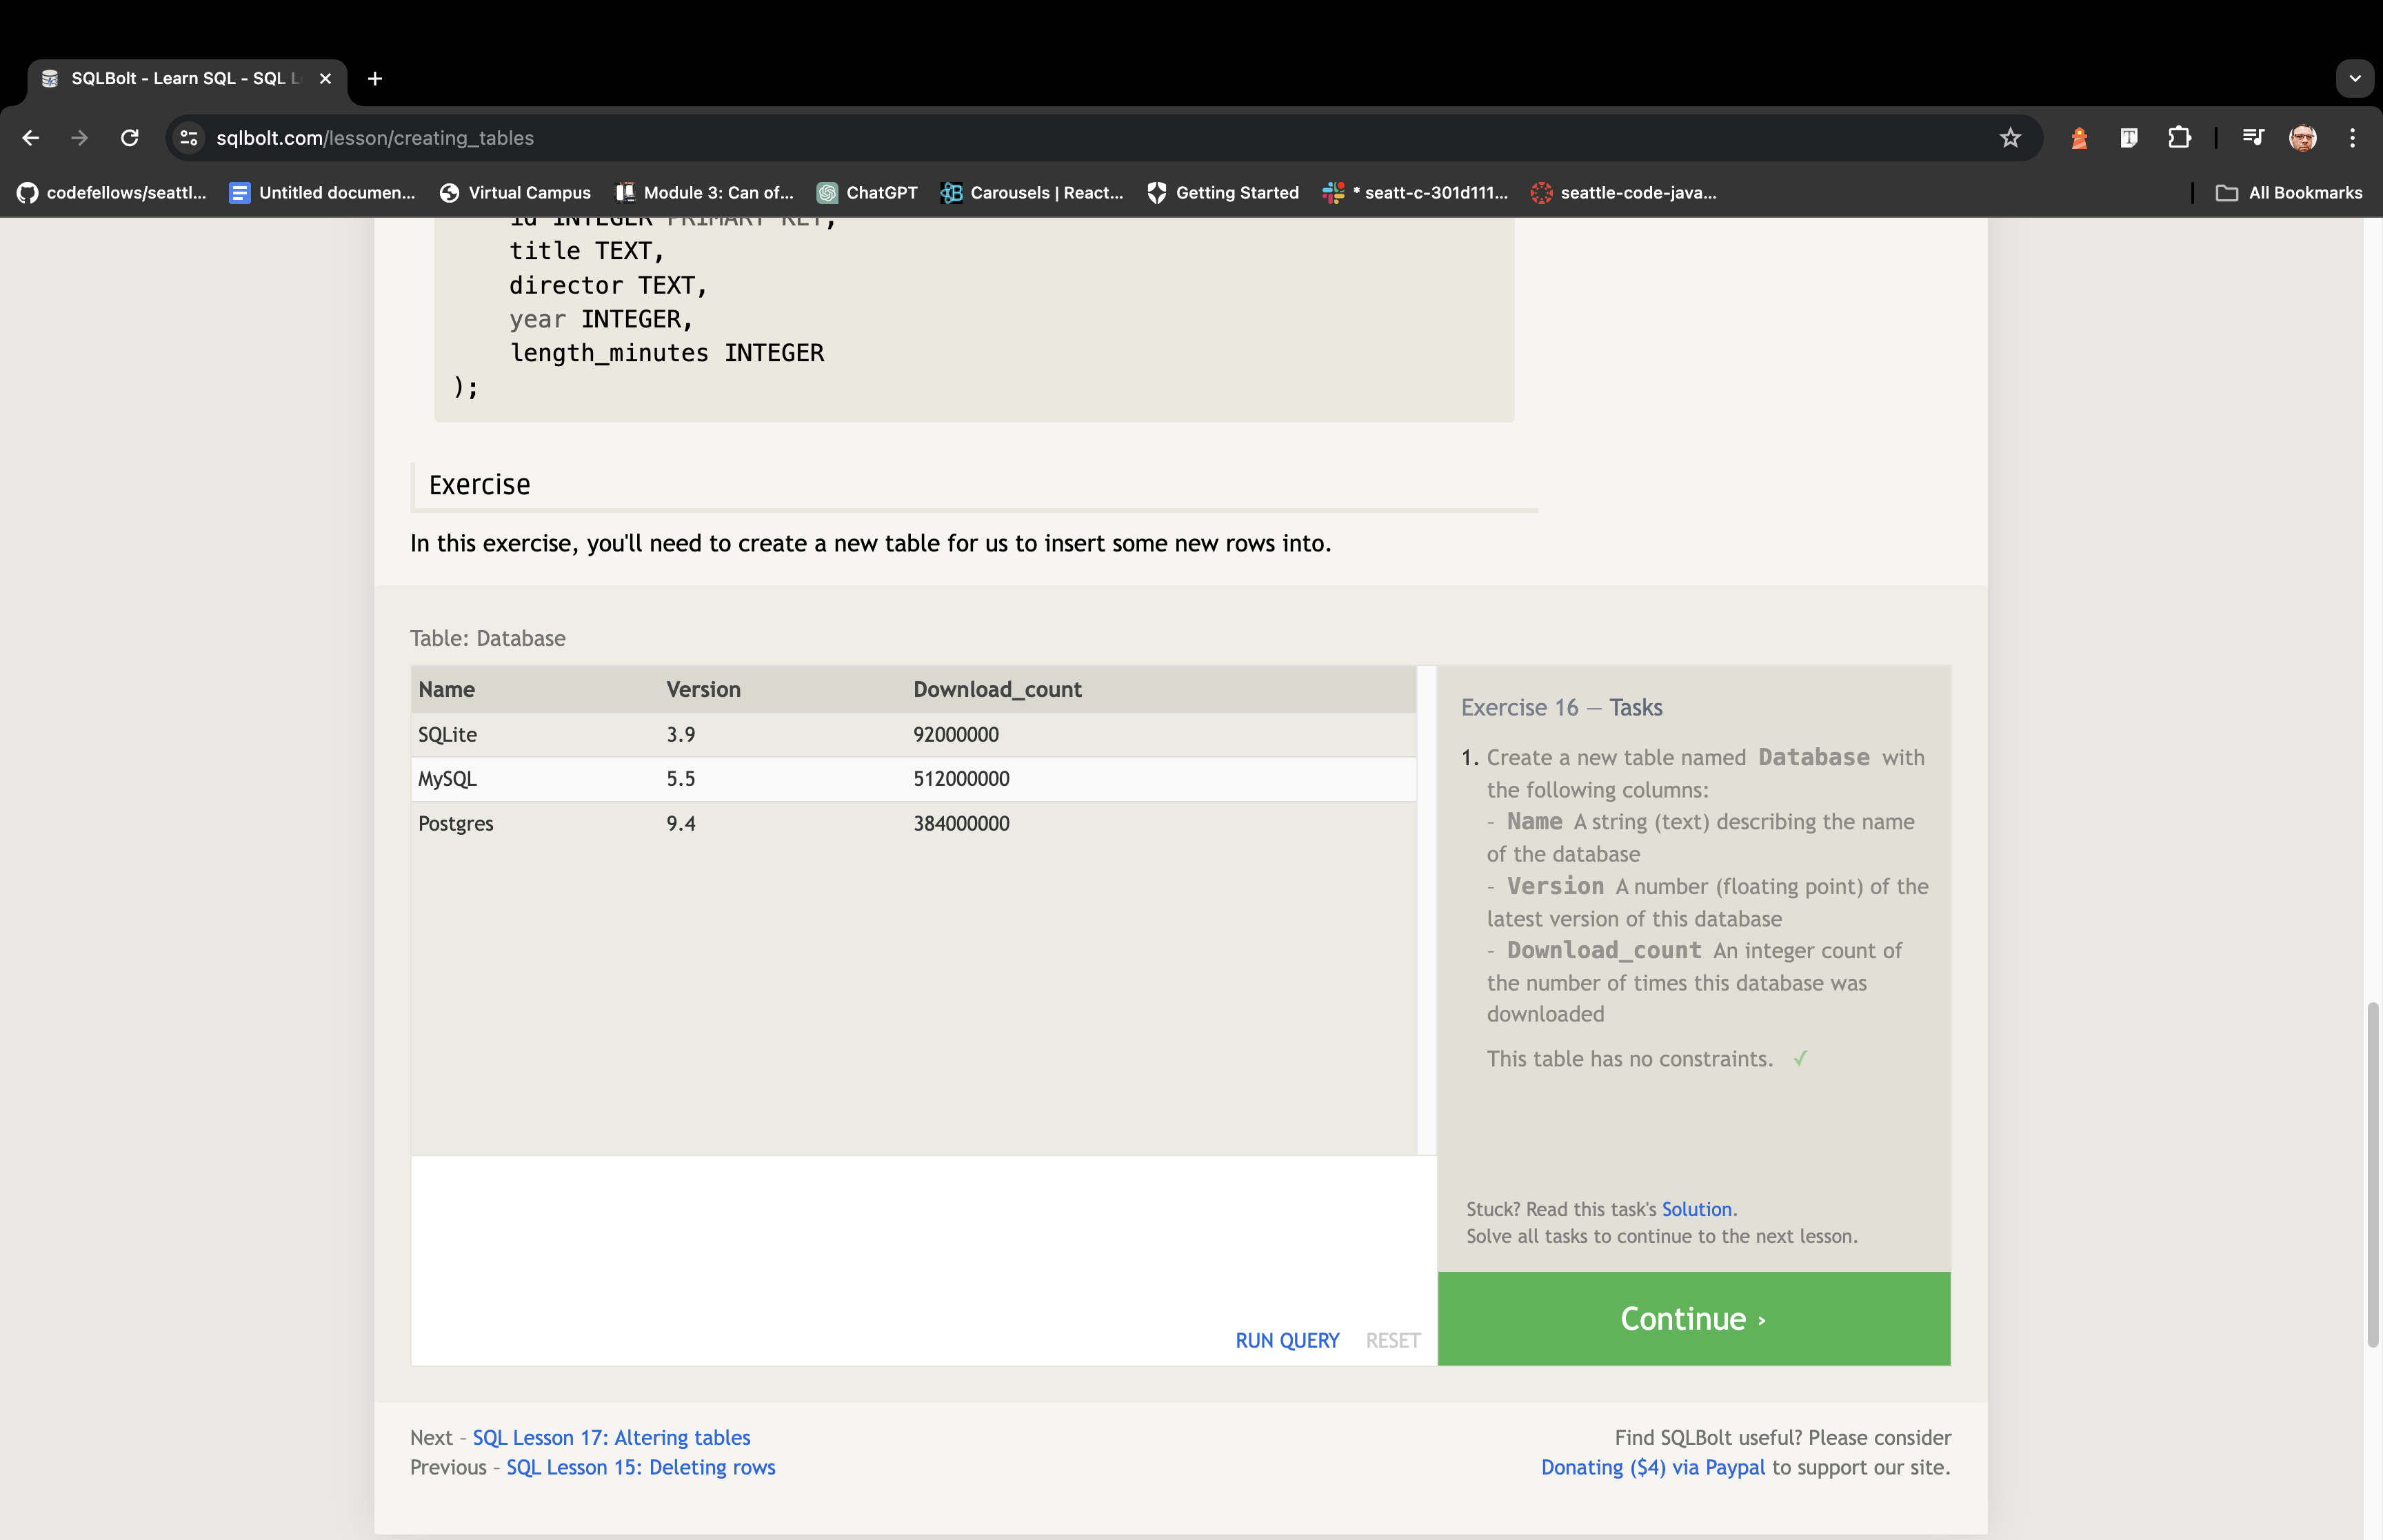 SQLBolt - Learn SQL - SQL L
sqlbolt.com/lesson/creating_tables
codefellows/seattl...
Untitled documen...
Virtual Campus
Module 3: Can of...
ChatGPT
Carousels | React...
Getting Started
* seatt-c-301d111...
seattle-code-java...
All Bookmarks
id INTEGER PRIMARY KEY,
title TEXT,
director TEXT,
year INTEGER,
length_minutes INTEGER
);
Exercise
In this exercise, you'll need to create a new table for us to insert some new rows into.
Table: Database
Name Version Download_count
SQLite 3.9 92000000
MySQL 5.5 512000000
Postgres 9.4 384000000
RUN QUERY RESET
Exercise 16 — Tasks
1. Create a new table named Database with
the following columns:
- Name A string (text) describing the name
of the database
- Version A number (floating point) of the
latest version of this database
- Download_count An integer count of
the number of times this database was
downloaded
This table has no constraints. ✓
Stuck? Read this task's Solution.
Solve all tasks to continue to the next lesson.
Continue ›
Next – SQL Lesson 17: Altering tables
Previous – SQL Lesson 15: Deleting rows
Find SQLBolt useful? Please consider
Donating ($4) via Paypal to support our site.